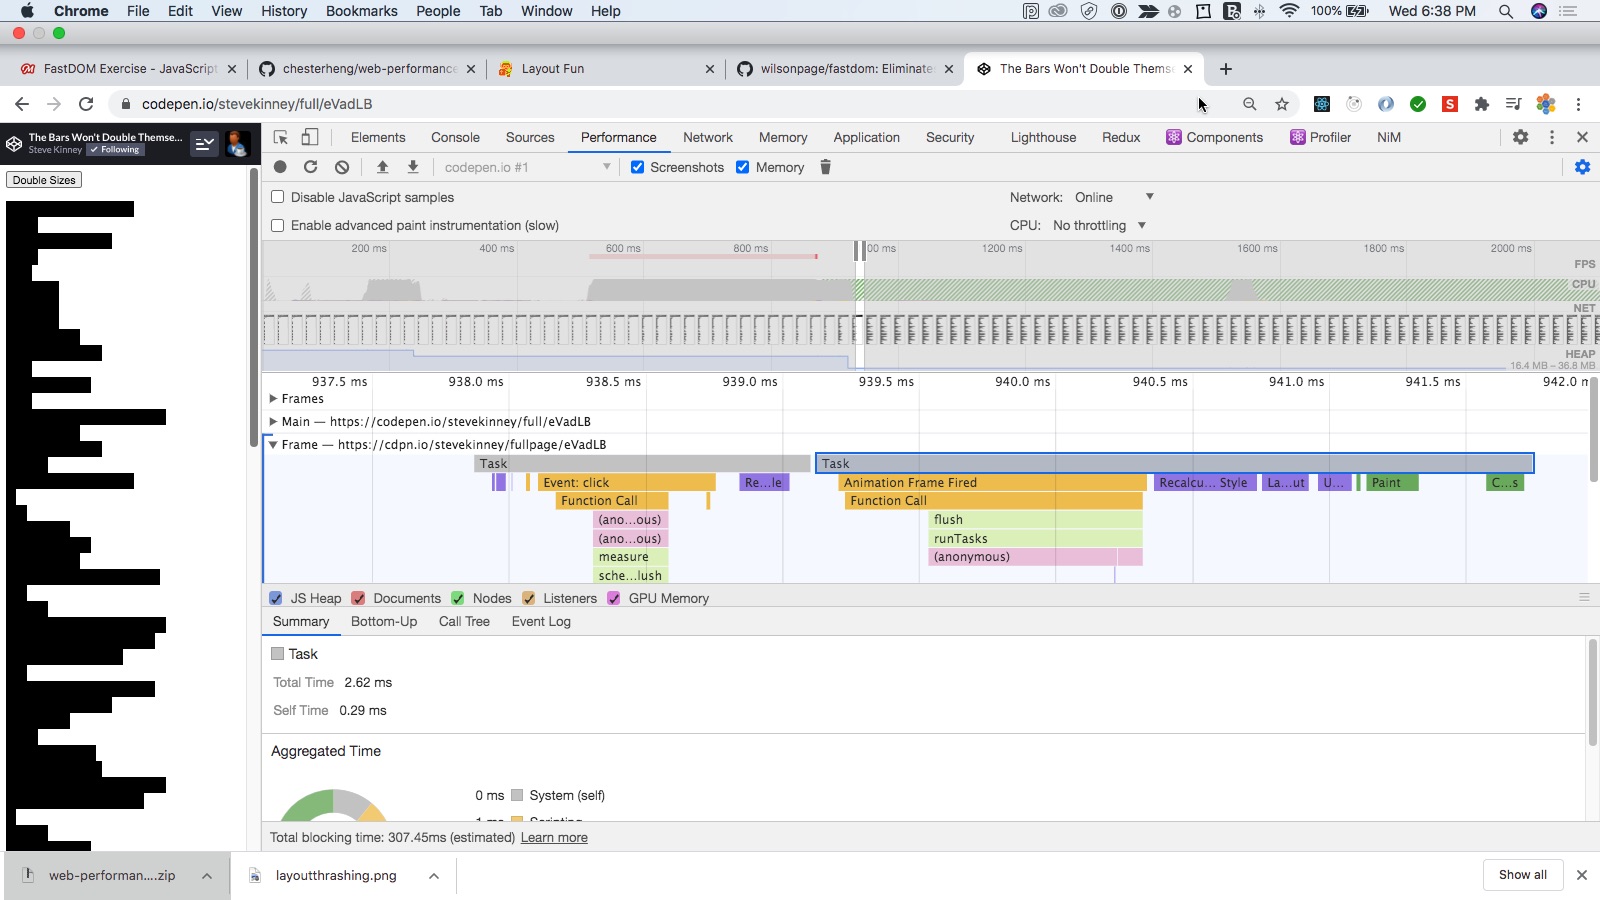 Chrome File Edit View History Bookmarks People Tab Window Help 100% Wed 6:38 PM
FastDOM Exercise - JavaScript chesterheng/web-performance Layout Fun wilsonpage/fastdom: Eliminate The Bars Won't Double Themse
codepen.io/stevekinney/full/eVadLB
The Bars Won't Double Themse...
Steve Kinney ✓ Following
Double Sizes
Elements Console Sources Performance Network Memory Application Security Lighthouse Redux Components Profiler NiM
codepen.io #1 Screenshots Memory
Disable JavaScript samples Network: Online
Enable advanced paint instrumentation (slow) CPU: No throttling
200 ms 400 ms 600 ms 800 ms 00 ms 1200 ms 1400 ms 1600 ms 1800 ms 2000 ms
FPS
CPU
NET
HEAP
16.4 MB – 36.8 MB
937.5 ms 938.0 ms 938.5 ms 939.0 ms 939.5 ms 940.0 ms 940.5 ms 941.0 ms 941.5 ms 942.0 m
Frames
Main — https://codepen.io/stevekinney/full/eVadLB
Frame — https://cdpn.io/stevekinney/fullpage/eVadLB
Task Task
Event: click Re...le Animation Frame Fired Recalcu... Style La...ut U... Paint C...s
Function Call Function Call
(ano...ous) flush
(ano...ous) runTasks
measure (anonymous)
sche...lush
JS Heap Documents Nodes Listeners GPU Memory
Summary Bottom-Up Call Tree Event Log
Task
Total Time 2.62 ms
Self Time 0.29 ms
Aggregated Time
0 ms System (self)
1 ms Scripting
Total blocking time: 307.45ms (estimated) Learn more
web-performan....zip layoutthrashing.png Show all